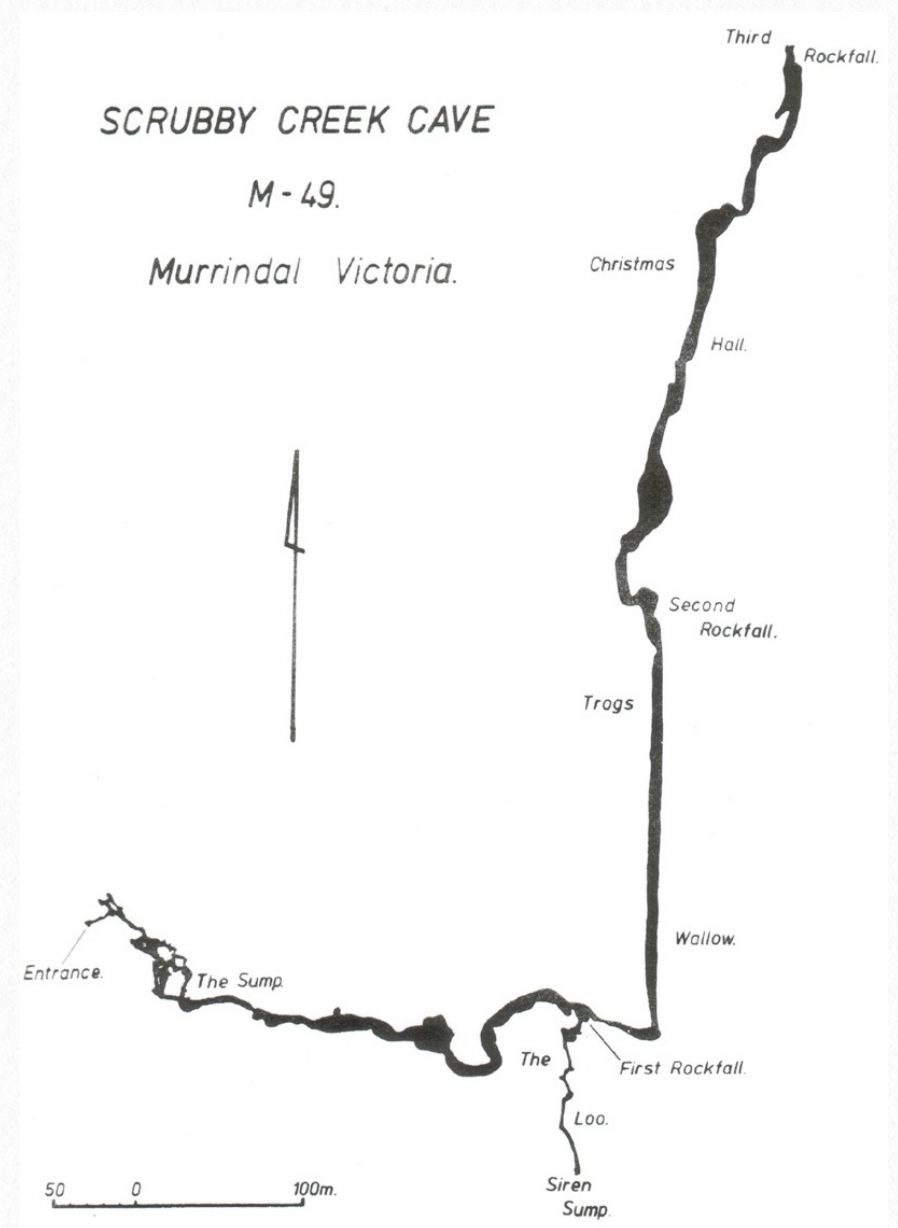 SCRUBBY CREEK CAVE
M-49.
Murrindal Victoria.
Third
Rockfall.
Christmas
Hall.
Second
Rockfall.
Trogs
Wallow.
Entrance.
The Sump.
The
First Rockfall.
Loo.
Siren
Sump.
50 0 100m.